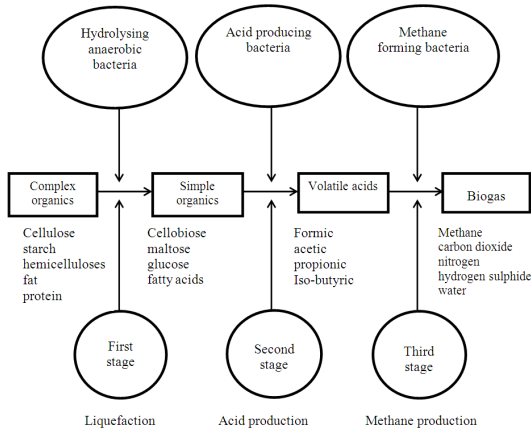 Hydrolysing
anaerobic
bacteria
Acid producing
bacteria
Methane
forming bacteria
Complex
organics
Simple
organics
Volatile acids
Biogas
Cellulose
starch
hemicelluloses
fat
protein
Cellobiose
maltose
glucose
fatty acids
Formic
acetic
propionic
Iso-butyric
Methane
carbon dioxide
nitrogen
hydrogen sulphide
water
First
stage
Second
stage
Third
stage
Liquefaction
Acid production
Methane production